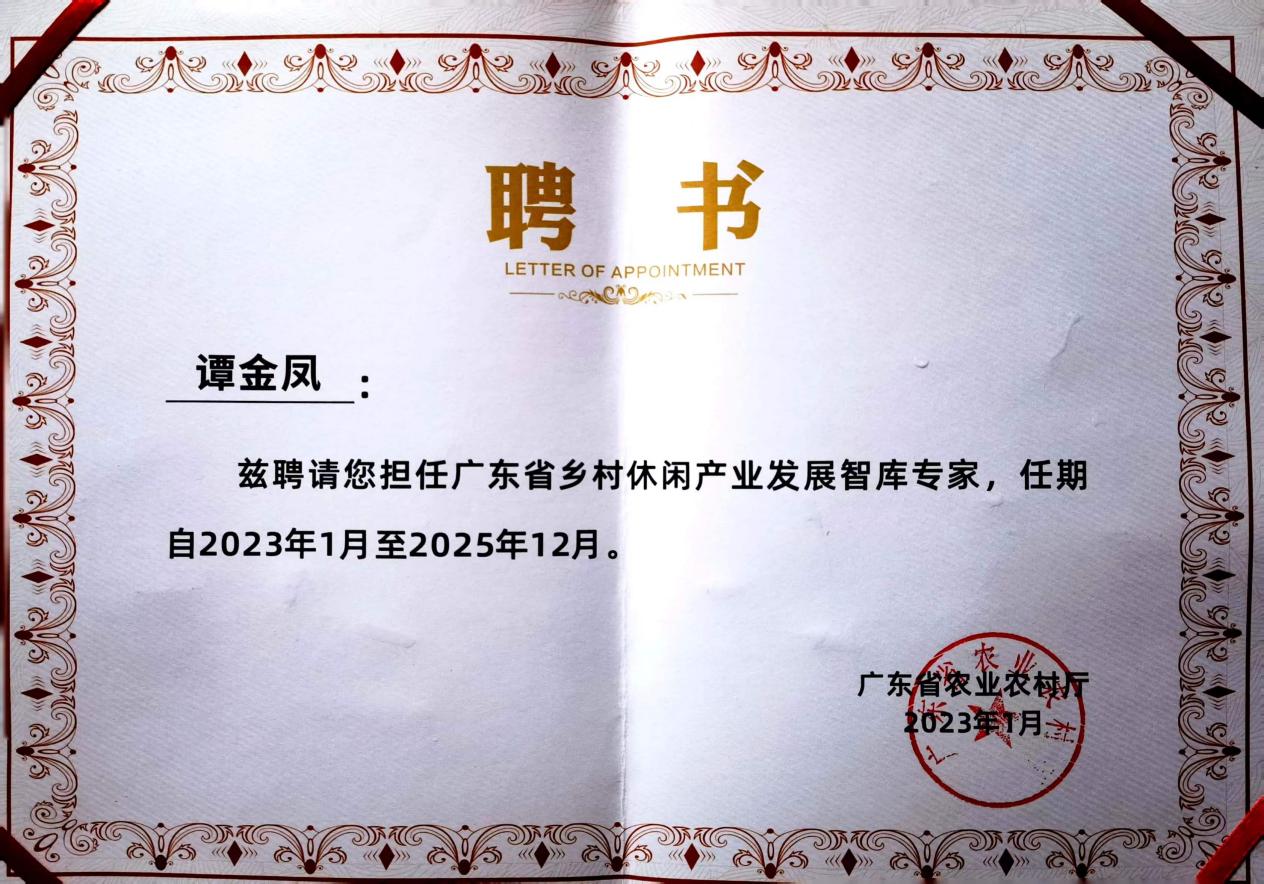 聘 书
LETTER OF APPOINTMENT
谭金凤：
兹聘请您担任广东省乡村休闲产业发展智库专家，任期
自2023年1月至2025年12月。
广东省农业农村厅
2023年1月